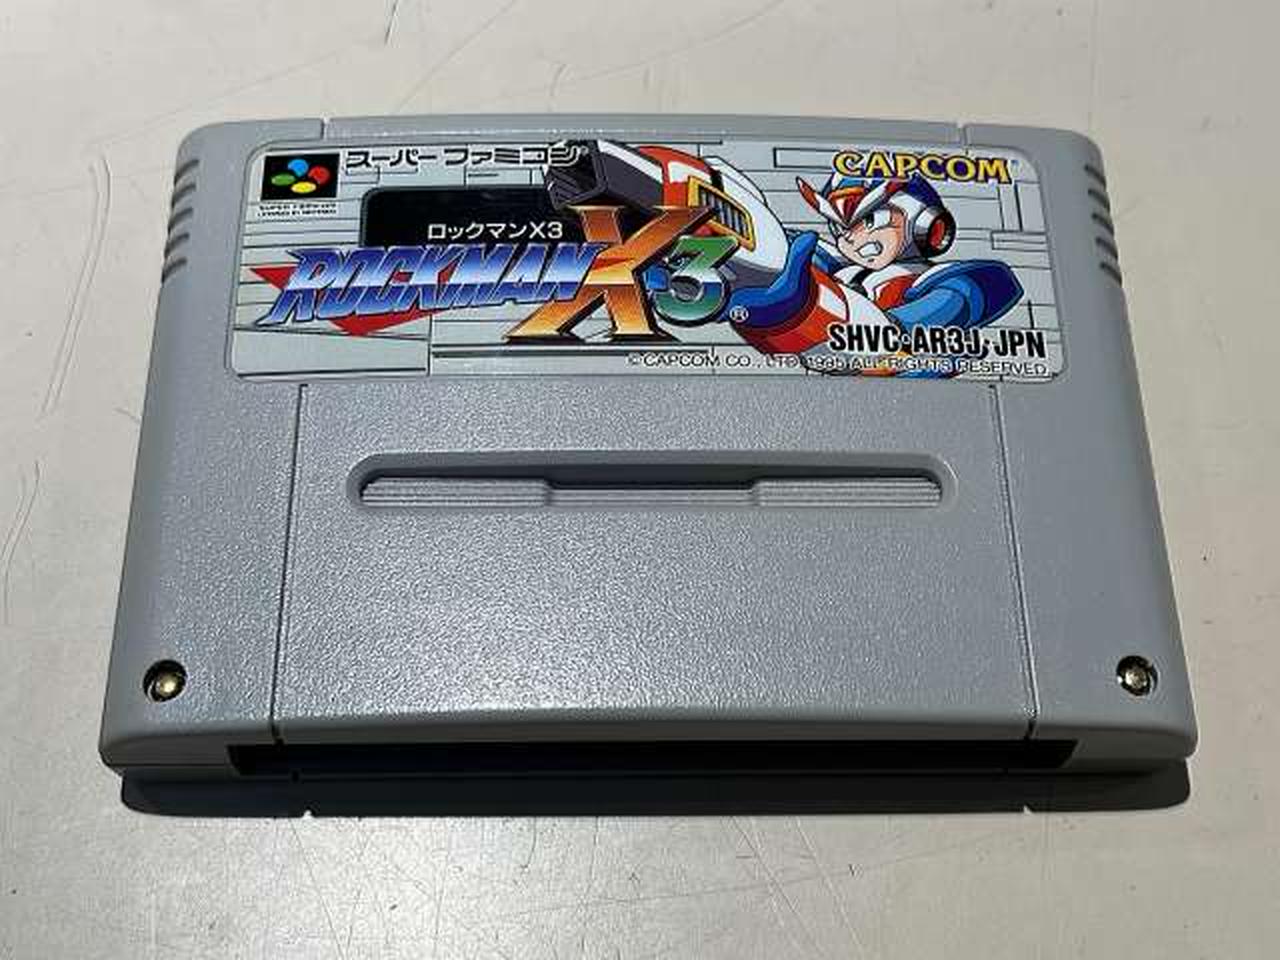 スーパーファミコン
CAPCOM
ロックマンX3
ROCKMAN X3®
SHVC-AR3J-JPN
©CAPCOM CO., LTD. 1995 ALL RIGHTS RESERVED.